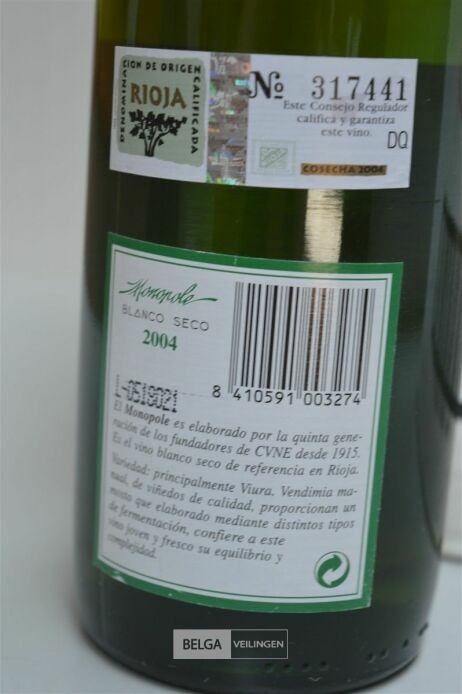 DENOMINACION DE ORIGEN CALIFICADA
RIOJA
Nº 317441
Este Consejo Regulador
califica y garantiza
este vino.
DQ
COSECHA 2004
Monopole
BLANCO SECO
2004
8 410591 003274
L-0519021
El Monopole es elaborado por la quinta gene-
ración de los fundadores de CVNE desde 1915.
Es el vino blanco seco de referencia en Rioja.
Variedad: principalmente Viura. Vendimia ma-
nual, de viñedos de calidad, proporcionan un
mosto que elaborado mediante distintos tipos
de fermentación, confiere a este
vino joven y fresco su equilibrio y
complejidad.
BELGA VEILINGEN